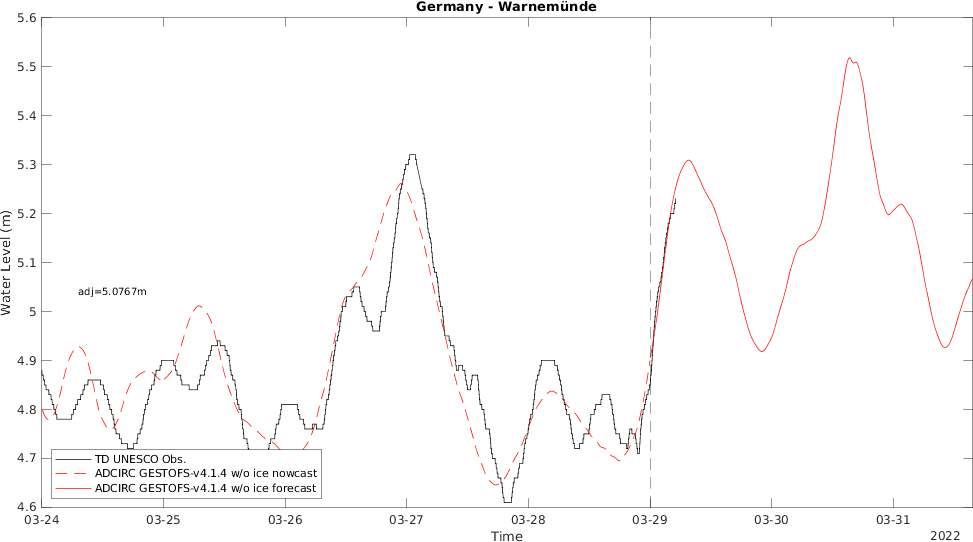 Germany - Warnemünde
5.6
5.5
5.4
5.3
5.2
5.1
5
4.9
4.8
4.7
4.6
Water Level (m)
adj=5.0767m
TD UNESCO Obs.
ADCIRC GESTOFS-v4.1.4 w/o ice nowcast
ADCIRC GESTOFS-v4.1.4 w/o ice forecast
03-24 03-25 03-26 03-27 03-28 03-29 03-30 03-31
Time
2022